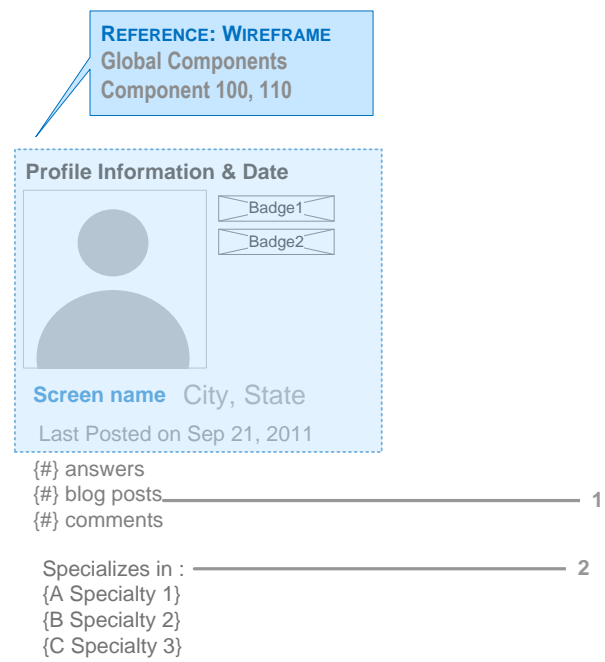 REFERENCE: WIREFRAME
Global Components
Component 100, 110
Profile Information & Date
Badge1
Badge2
Screen name City, State
Last Posted on Sep 21, 2011
{#} answers
{#} blog posts 1
{#} comments
Specializes in : 2
{A Specialty 1}
{B Specialty 2}
{C Specialty 3}